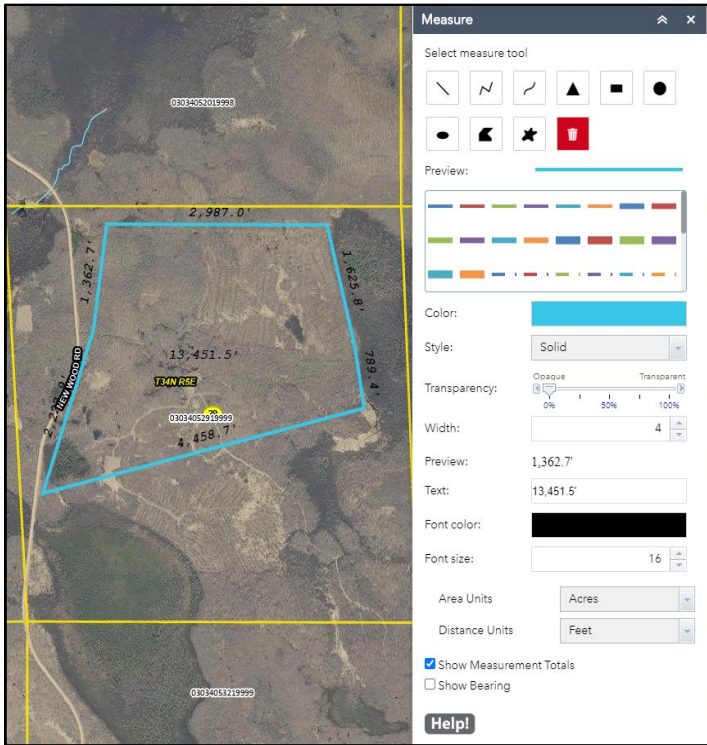 Measure
Select measure tool
03034052019998
Preview:
2,987.0'
1,362.7'
1,625.8'
Color:
13,451.5'
789.4'
NEW WOOD RD
Style:
Solid
T34N R5E
Opaque
Transparent
Transparency:
0%
50%
100%
29
03034052919999
4,458.7'
Width:
4
Preview:
1,362.7'
Text:
13,451.5'
Font color:
Font size:
16
Area Units
Acres
Distance Units
Feet
Show Measurement Totals
Show Bearing
03034053219999
Help!